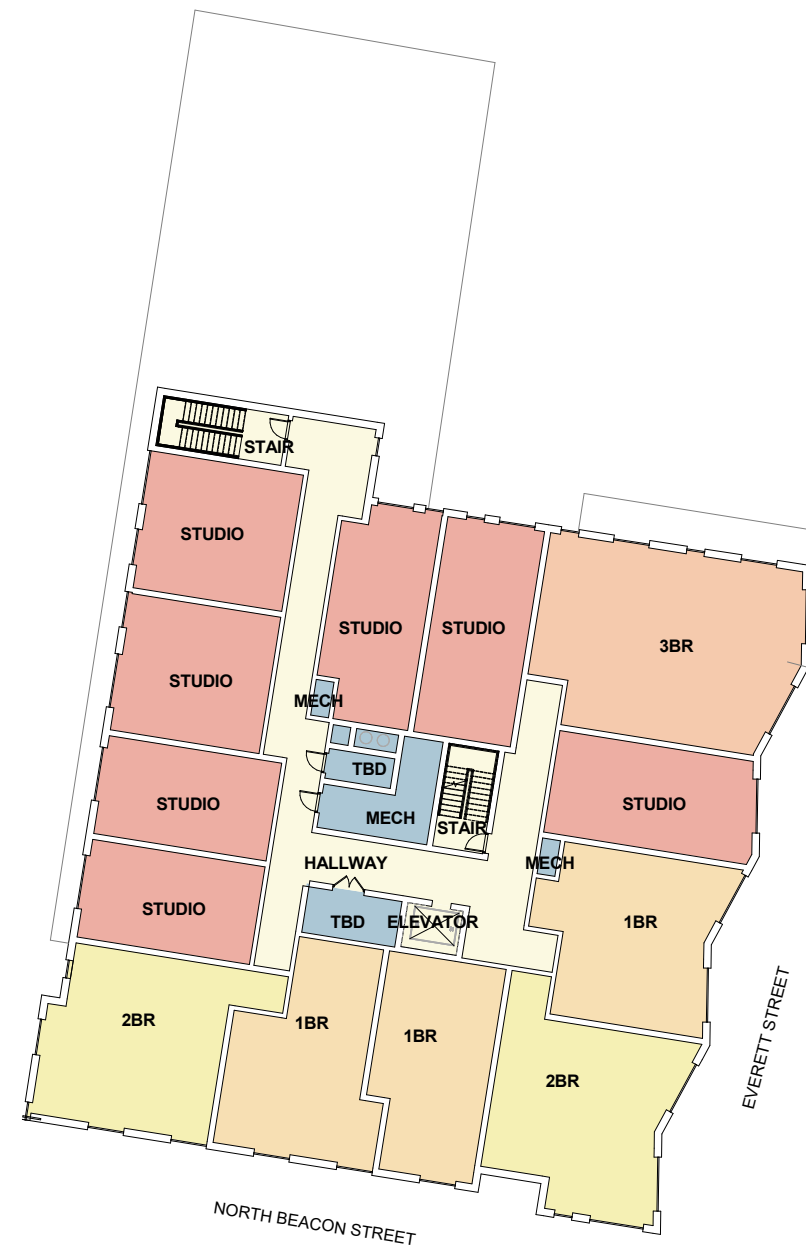 STAIR
STUDIO
STUDIO
STUDIO
3BR
STUDIO
MECH
STUDIO
TBD
STUDIO
STUDIO
MECH
STAIR
HALLWAY
MECH
STUDIO
TBD
ELEVATOR
1BR
2BR
1BR
1BR
2BR
EVERETT STREET
NORTH BEACON STREET